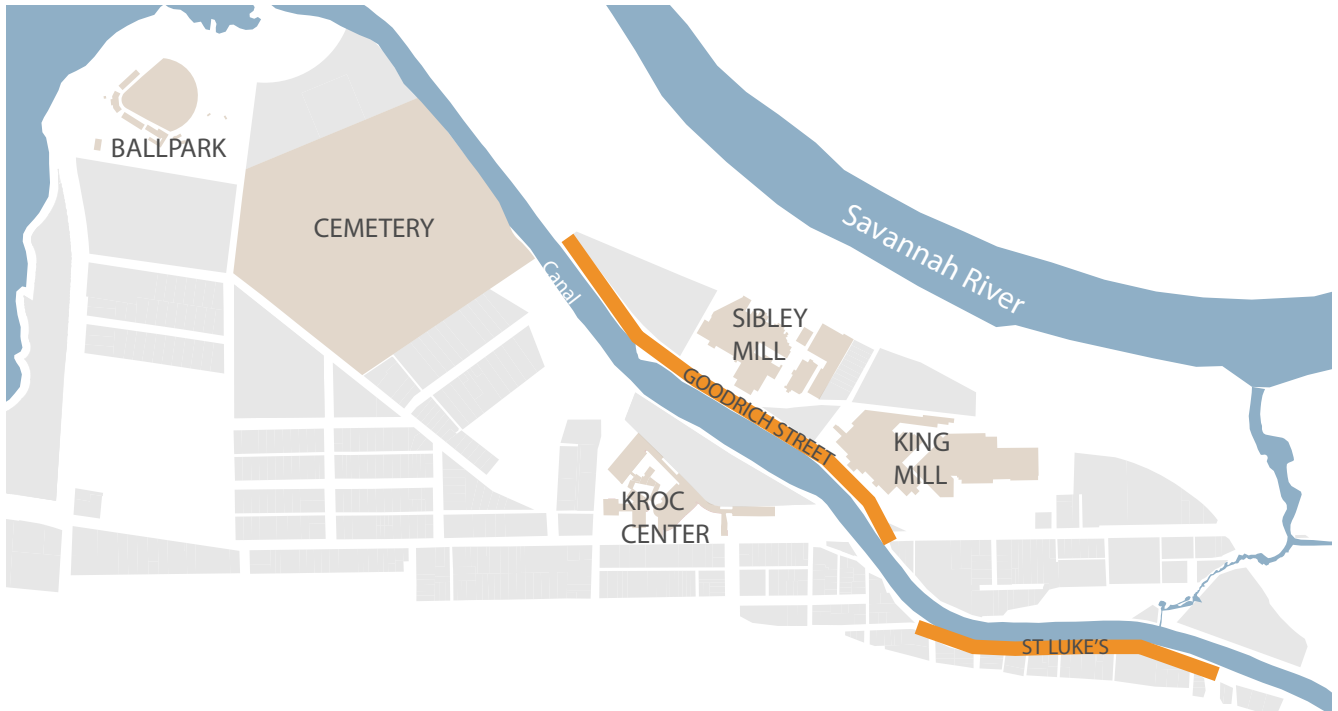 BALLPARK
CEMETERY
Savannah River
Canal
SIBLEY
MILL
GOODRICH STREET
KING
MILL
KROC
CENTER
ST LUKE'S